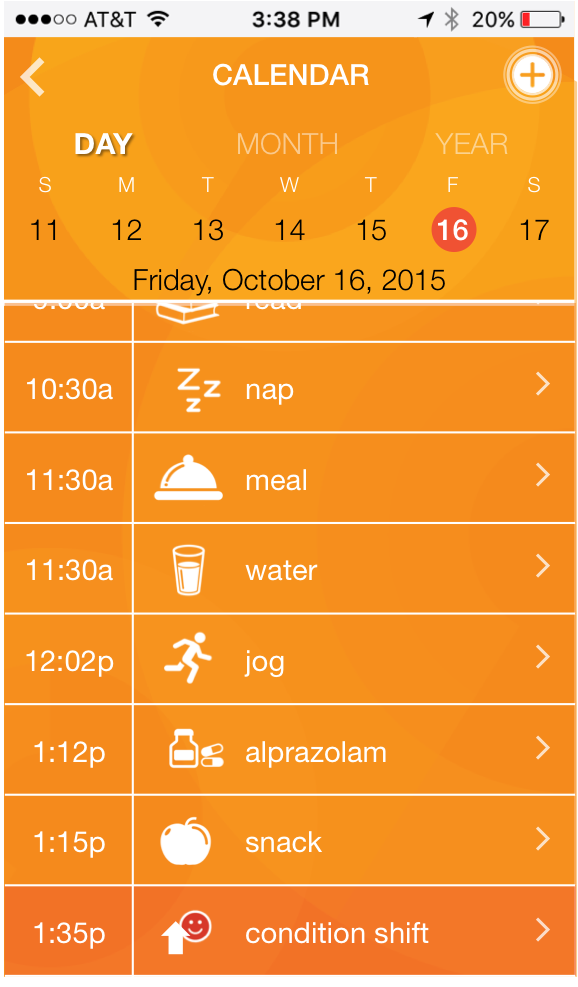 AT&T 3:38 PM 20%
CALENDAR
DAY MONTH YEAR
S M T W T F S
11 12 13 14 15 16 17
Friday, October 16, 2015
9:00a read
10:30a nap
11:30a meal
11:30a water
12:02p jog
1:12p alprazolam
1:15p snack
1:35p condition shift